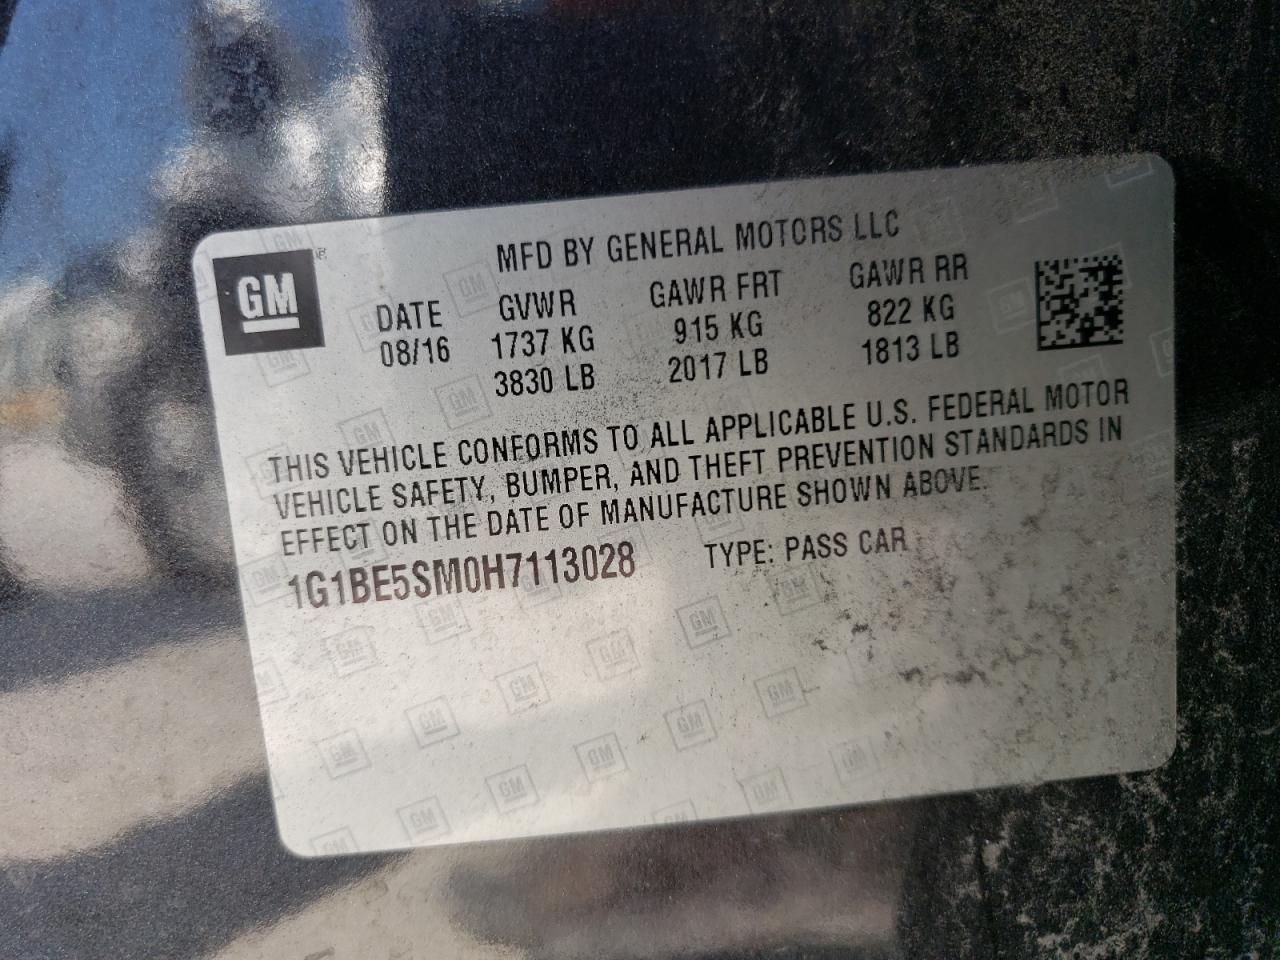 GM
MFD BY GENERAL MOTORS LLC
DATE GVWR GAWR FRT GAWR RR
08/16 1737 KG 915 KG 822 KG
3830 LB 2017 LB 1813 LB
THIS VEHICLE CONFORMS TO ALL APPLICABLE U.S. FEDERAL MOTOR
VEHICLE SAFETY, BUMPER, AND THEFT PREVENTION STANDARDS IN
EFFECT ON THE DATE OF MANUFACTURE SHOWN ABOVE.
1G1BE5SM0H7113028 TYPE: PASS CAR